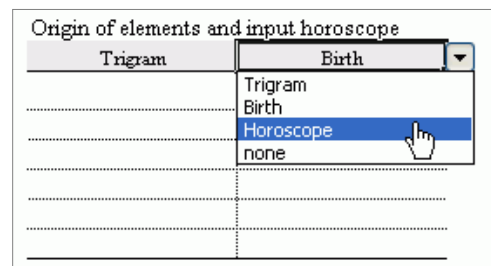 Origin of elements and input horoscope
Trigram Birth
Trigram
Birth
Horoscope
none